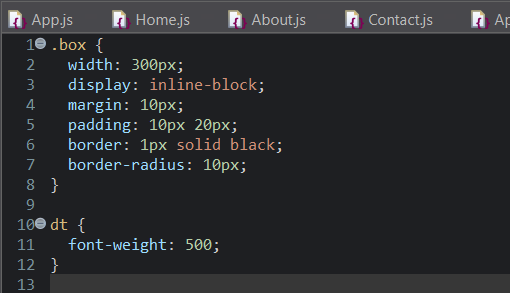 App.js Home.js About.js Contact.js Ap
1 .box {
2 width: 300px;
3 display: inline-block;
4 margin: 10px;
5 padding: 10px 20px;
6 border: 1px solid black;
7 border-radius: 10px;
8 }
9
10 dt {
11 font-weight: 500;
12 }
13